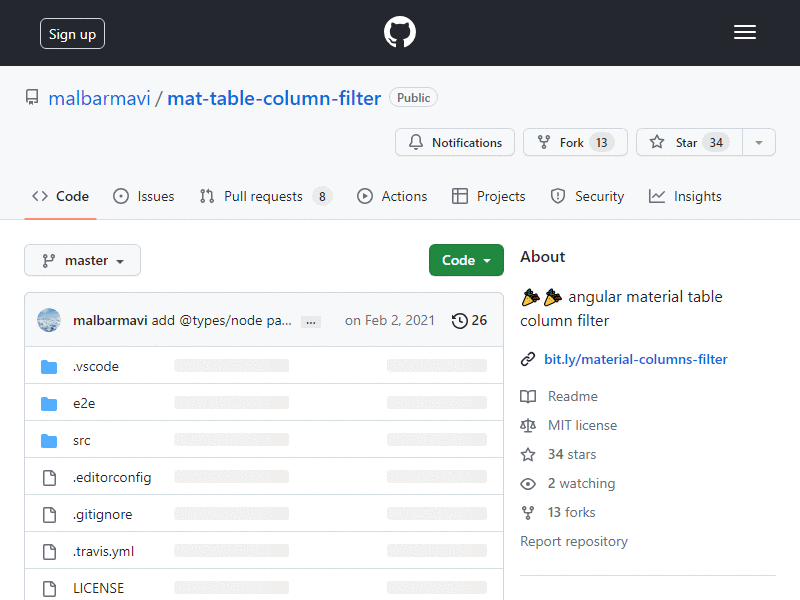 Sign up
malbarmavi / mat-table-column-filter Public
Notifications Fork 13 Star 34
Code Issues Pull requests 8 Actions Projects Security Insights
master Code
malbarmavi add @types/node pa... ... on Feb 2, 2021 26
.vscode
e2e
src
.editorconfig
.gitignore
.travis.yml
LICENSE
About
angular material table
column filter
bit.ly/material-columns-filter
Readme
MIT license
34 stars
2 watching
13 forks
Report repository